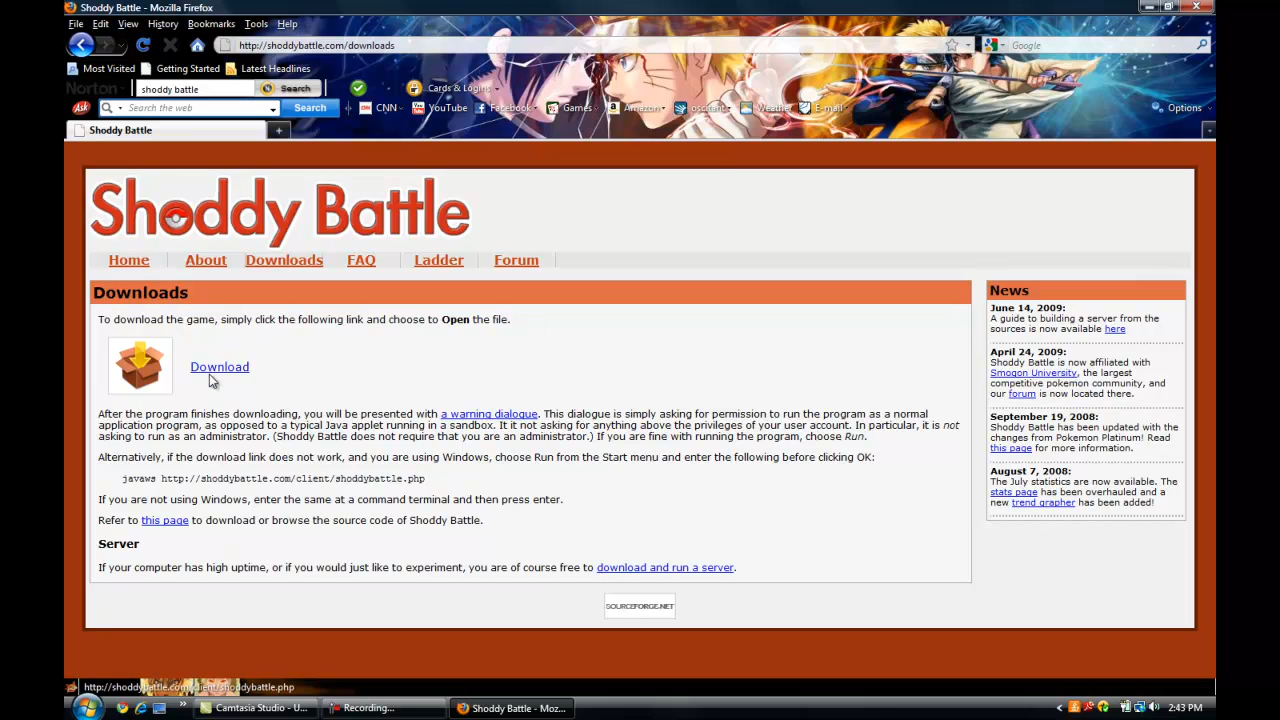 Shoddy Battle - Mozilla Firefox
File Edit View History Bookmarks Tools Help
http://shoddybattle.com/downloads
Google
Most Visited Getting Started Latest Headlines
Norton shoddy battle Search Cards & Logins
Ask Search the web Search CNN YouTube Facebook Games Amazon Weather E-mail Options
Shoddy Battle
Shoddy Battle
Home About Downloads FAQ Ladder Forum
Downloads
To download the game, simply click the following link and choose to Open the file.
Download
After the program finishes downloading, you will be presented with a warning dialogue. This dialogue is simply asking for permission to run the program as a normal
application program, as opposed to a typical Java applet running in a sandbox. It it not asking for anything above the privileges of your user account. In particular, it is not
asking to run as an administrator. (Shoddy Battle does not require that you are an administrator.) If you are fine with running the program, choose Run.
Alternatively, if the download link does not work, and you are using Windows, choose Run from the Start menu and enter the following before clicking OK:
javaws http://shoddybattle.com/client/shoddybattle.php
If you are not using Windows, enter the same at a command terminal and then press enter.
Refer to this page to download or browse the source code of Shoddy Battle.
Server
If your computer has high uptime, or if you would just like to experiment, you are of course free to download and run a server.
News
June 14, 2009:
A guide to building a server from the
sources is now available here
April 24, 2009:
Shoddy Battle is now affiliated with
Smogon University, the largest
competitive pokemon community, and
our forum is now located there.
September 19, 2008:
Shoddy Battle has been updated with the
changes from Pokemon Platinum! Read
this page for more information.
August 7, 2008:
The July statistics are now available. The
stats page has been overhauled and a
new trend grapher has been added!
SOURCEFORGE.NET
http://shoddybattle.com/client/shoddybattle.php
Camtasia Studio - U... Recording... Shoddy Battle - Moz... 2:43 PM